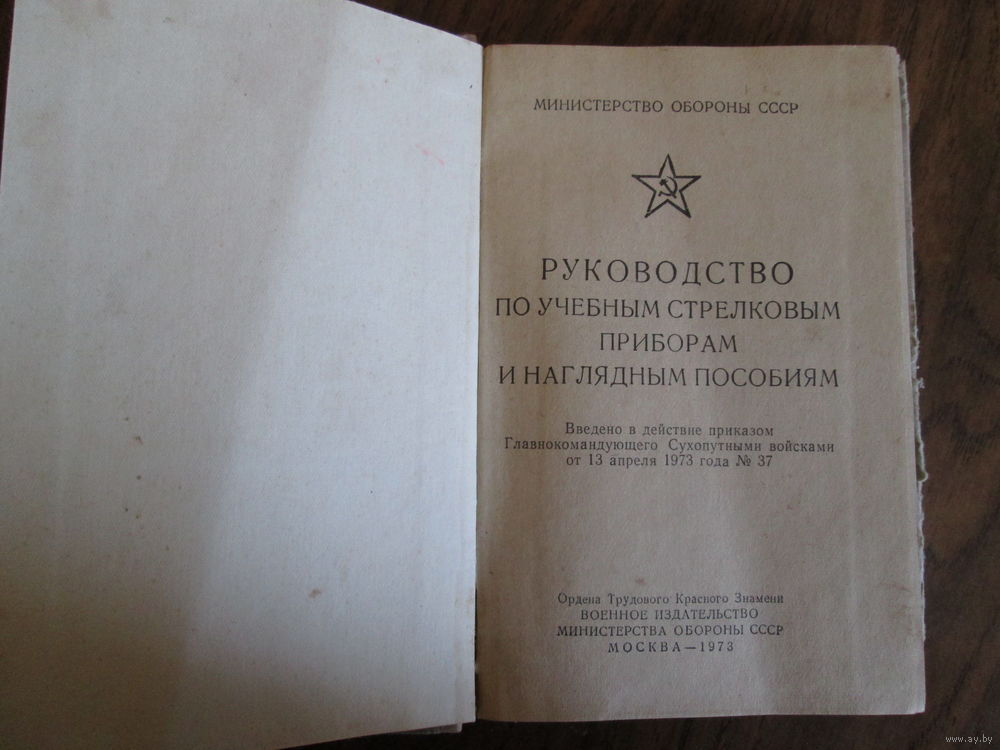 МИНИСТЕРСТВО ОБОРОНЫ СССР
РУКОВОДСТВО
ПО УЧЕБНЫМ СТРЕЛКОВЫМ
ПРИБОРАМ
И НАГЛЯДНЫМ ПОСОБИЯМ
Введено в действие приказом
Главнокомандующего Сухопутными войсками
от 13 апреля 1973 года № 37
Ордена Трудового Красного Знамени
ВОЕННОЕ ИЗДАТЕЛЬСТВО
МИНИСТЕРСТВА ОБОРОНЫ СССР
МОСКВА — 1973
www.ay.by